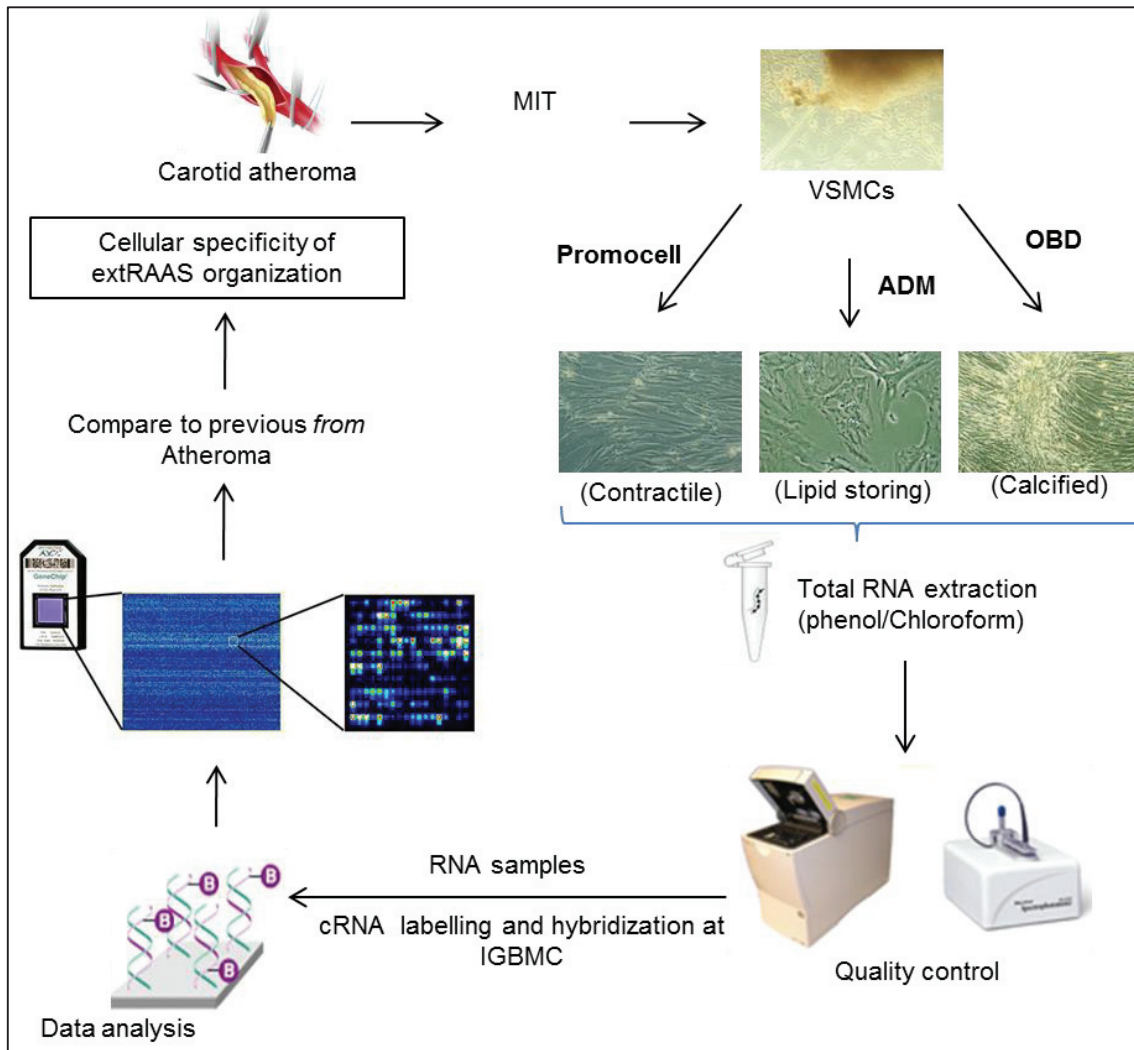 Carotid atheroma
MIT
VSMCs
Promocell
ADM
OBD
(Contractile)
(Lipid storing)
(Calcified)
Total RNA extraction
(phenol/Chloroform)
Quality control
RNA samples
cRNA labelling and hybridization at
IGBMC
B
B
B
B
Data analysis
GeneChip
Compare to previous from
Atheroma
Cellular specificity of
extRAAS organization